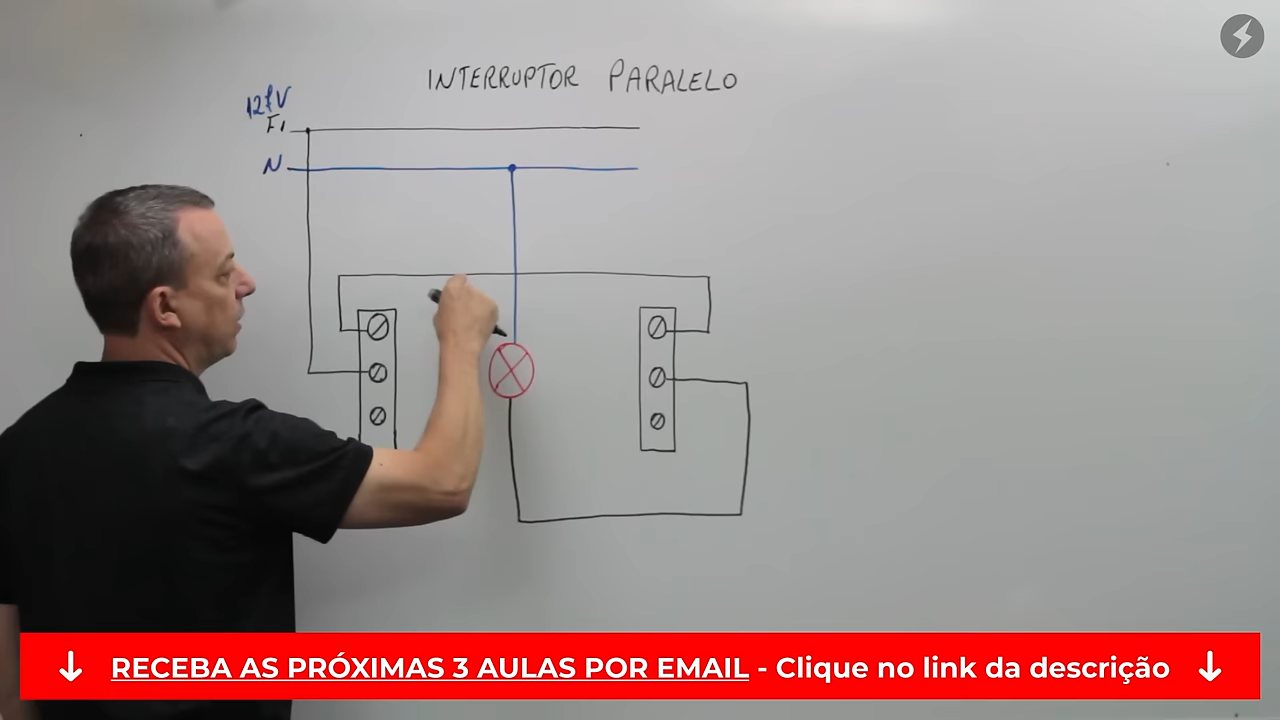 INTERRUPTOR PARALELO
127V
F1
N
↓ RECEBA AS PRÓXIMAS 3 AULAS POR EMAIL - Clique no link da descrição ↓